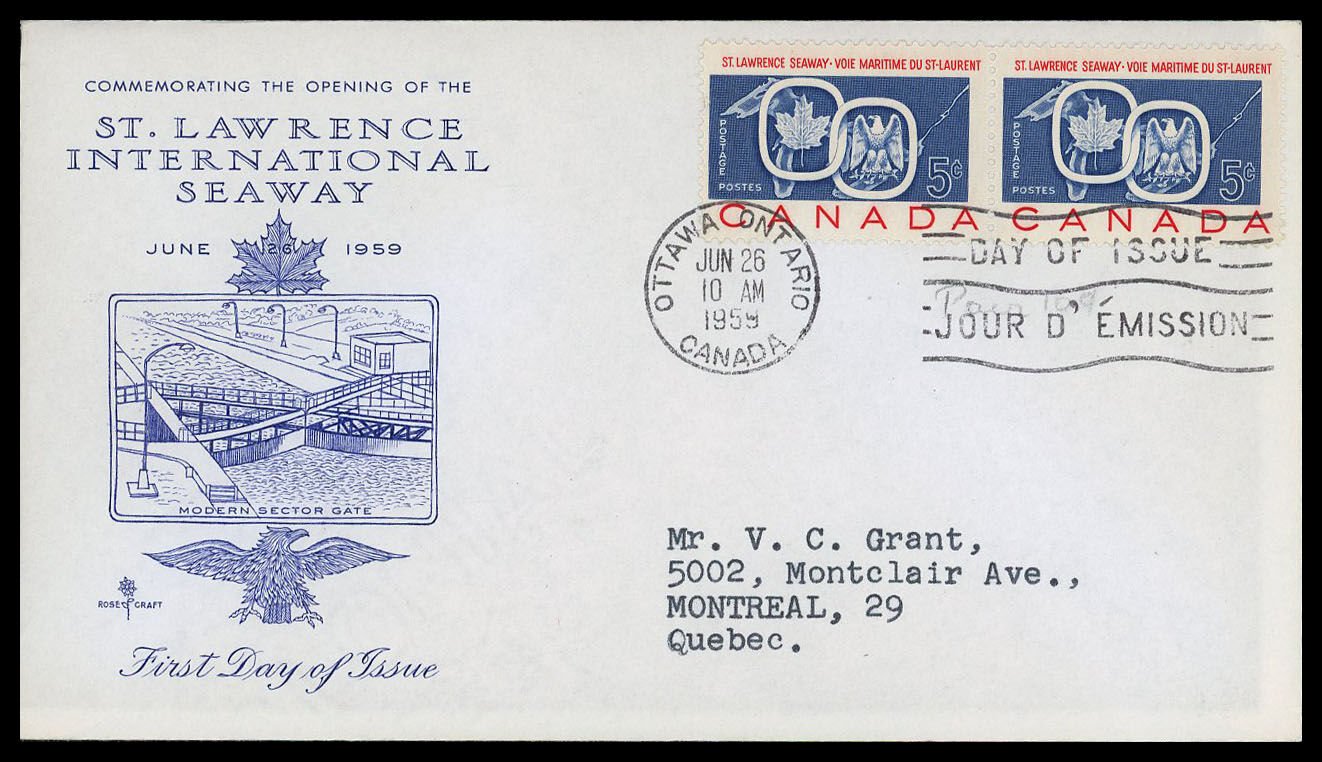 COMMEMORATING THE OPENING OF THE
ST. LAWRENCE
INTERNATIONAL
SEAWAY
JUNE 26 1959
MODERN SECTOR GATE
ROSE CRAFT
First Day of Issue
ST. LAWRENCE SEAWAY · VOIE MARITIME DU ST-LAURENT
POSTAGE
POSTES
5¢
CANADA
ST. LAWRENCE SEAWAY · VOIE MARITIME DU ST-LAURENT
POSTAGE
POSTES
5¢
CANADA
OTTAWA ONTARIO
JUN 26
10 AM
1959
CANADA
DAY OF ISSUE
JOUR D'ÉMISSION
Mr. V. C. Grant,
5002, Montclair Ave.,
MONTREAL, 29
Quebec.